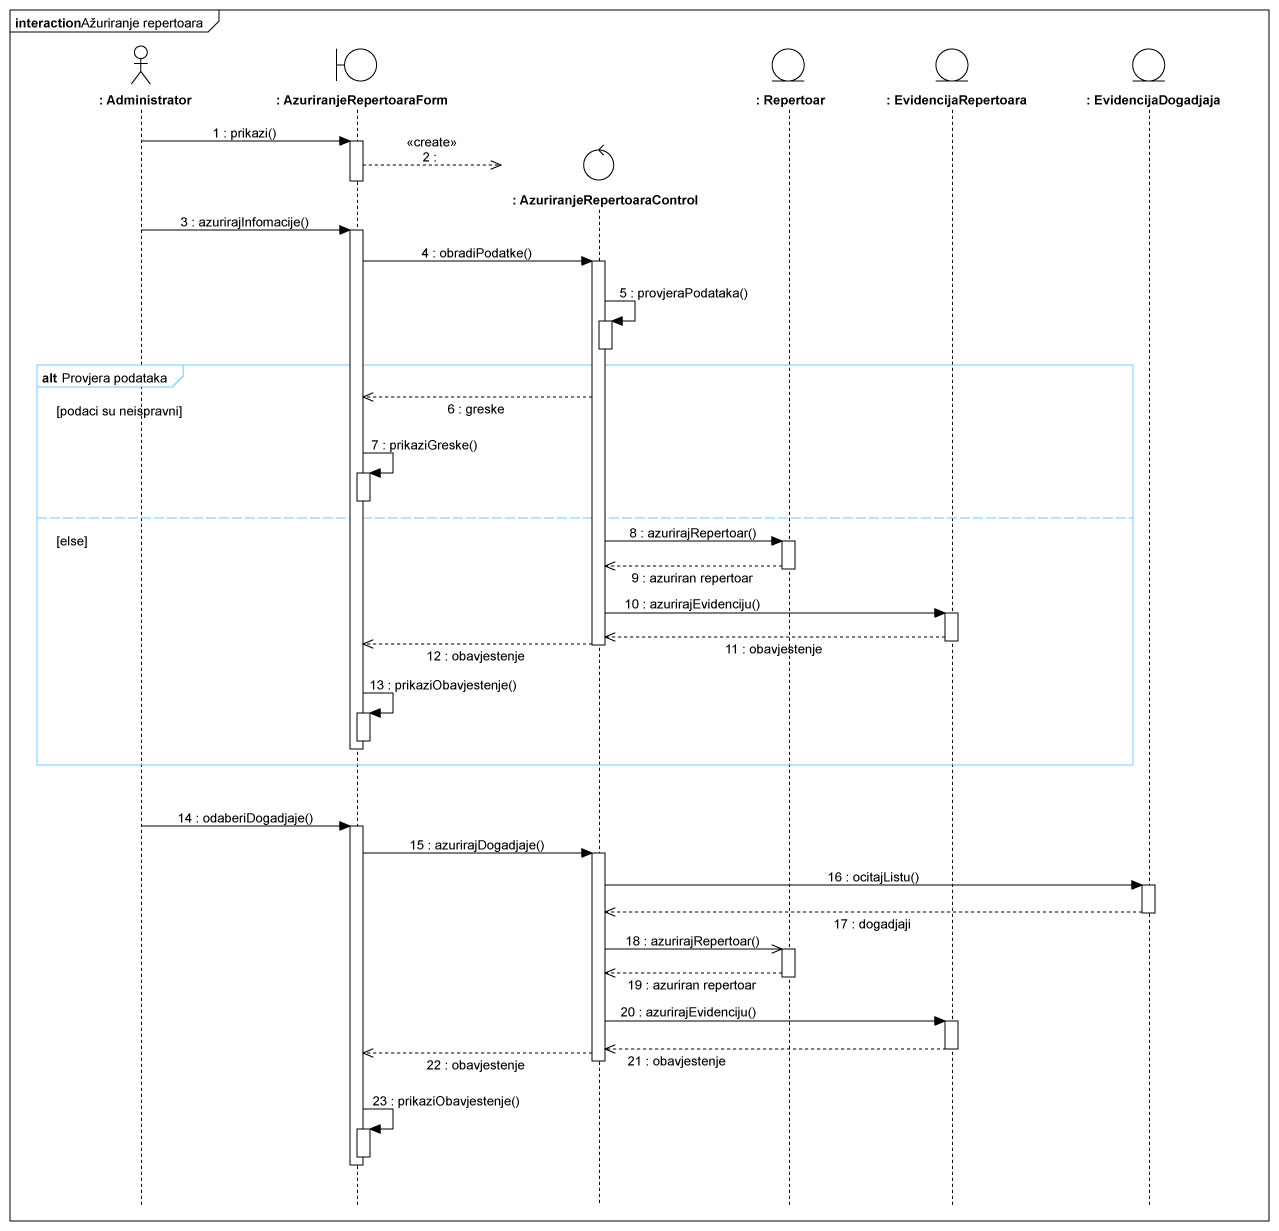 interactionAžuriranje repertoara
: Administrator
: AzuriranjeRepertoaraForm
: Repertoar
: EvidencijaRepertoara
: EvidencijaDogadjaja
1 : prikazi()
«create»
2 :
: AzuriranjeRepertoaraControl
3 : azurirajInfomacije()
4 : obradiPodatke()
5 : provjeraPodataka()
alt Provjera podataka
6 : greske
[podaci su neispravni]
7 : prikaziGreske()
[else]
8 : azurirajRepertoar()
9 : azuriran repertoar
10 : azurirajEvidenciju()
11 : obavjestenje
12 : obavjestenje
13 : prikaziObavjestenje()
14 : odaberiDogadjaje()
15 : azurirajDogadjaje()
16 : ocitajListu()
17 : dogadjaji
18 : azurirajRepertoar()
19 : azuriran repertoar
20 : azurirajEvidenciju()
21 : obavjestenje
22 : obavjestenje
23 : prikaziObavjestenje()